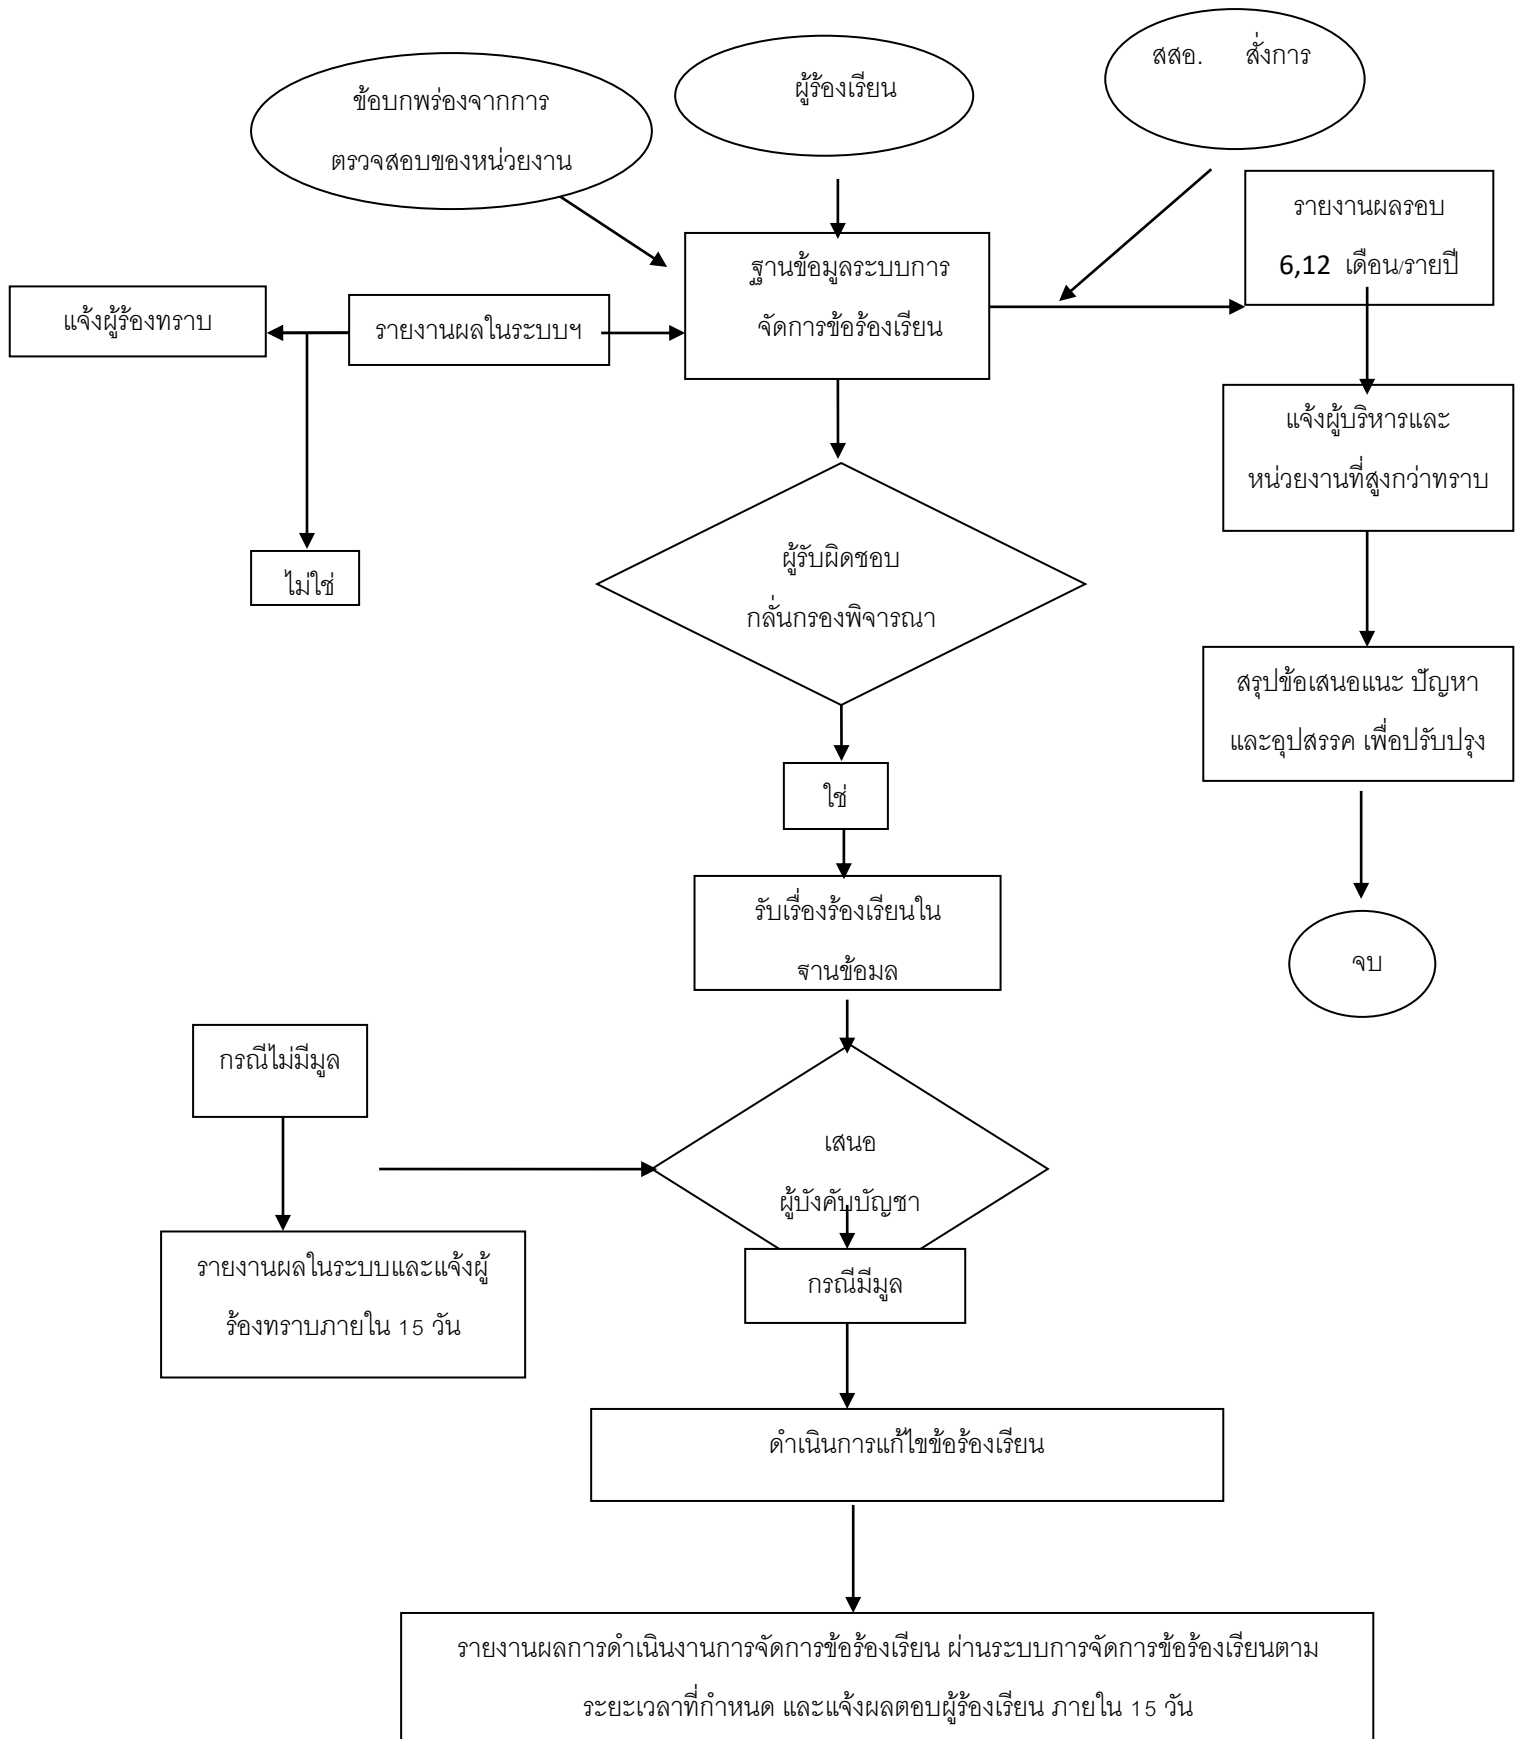 สสอ. สั่งการ
ผู้ร้องเรียน
ข้อบกพร่องจากการ
ตรวจสอบของหน่วยงาน
รายงานผลรอบ
6,12 เดือน/รายปี
ฐานข้อมูลระบบการ
จัดการข้อร้องเรียน
แจ้งผู้ร้องทราบ
รายงานผลในระบบฯ
แจ้งผู้บริหารและ
หน่วยงานที่สูงกว่าทราบ
ไม่ใช่
ผู้รับผิดชอบ
กลั่นกรองพิจารณา
สรุปข้อเสนอแนะ ปัญหา
และอุปสรรค เพื่อปรับปรุง
ใช่
รับเรื่องร้องเรียนใน
ฐานข้อมูล
จบ
กรณีไม่มีมูล
เสนอ
ผู้บังคับบัญชา
รายงานผลในระบบและแจ้งผู้
ร้องทราบภายใน 15 วัน
กรณีมีมูล
ดำเนินการแก้ไขข้อร้องเรียน
รายงานผลการดำเนินงานการจัดการข้อร้องเรียน ผ่านระบบการจัดการข้อร้องเรียนตาม
ระยะเวลาที่กำหนด และแจ้งผลตอบผู้ร้องเรียน ภายใน 15 วัน